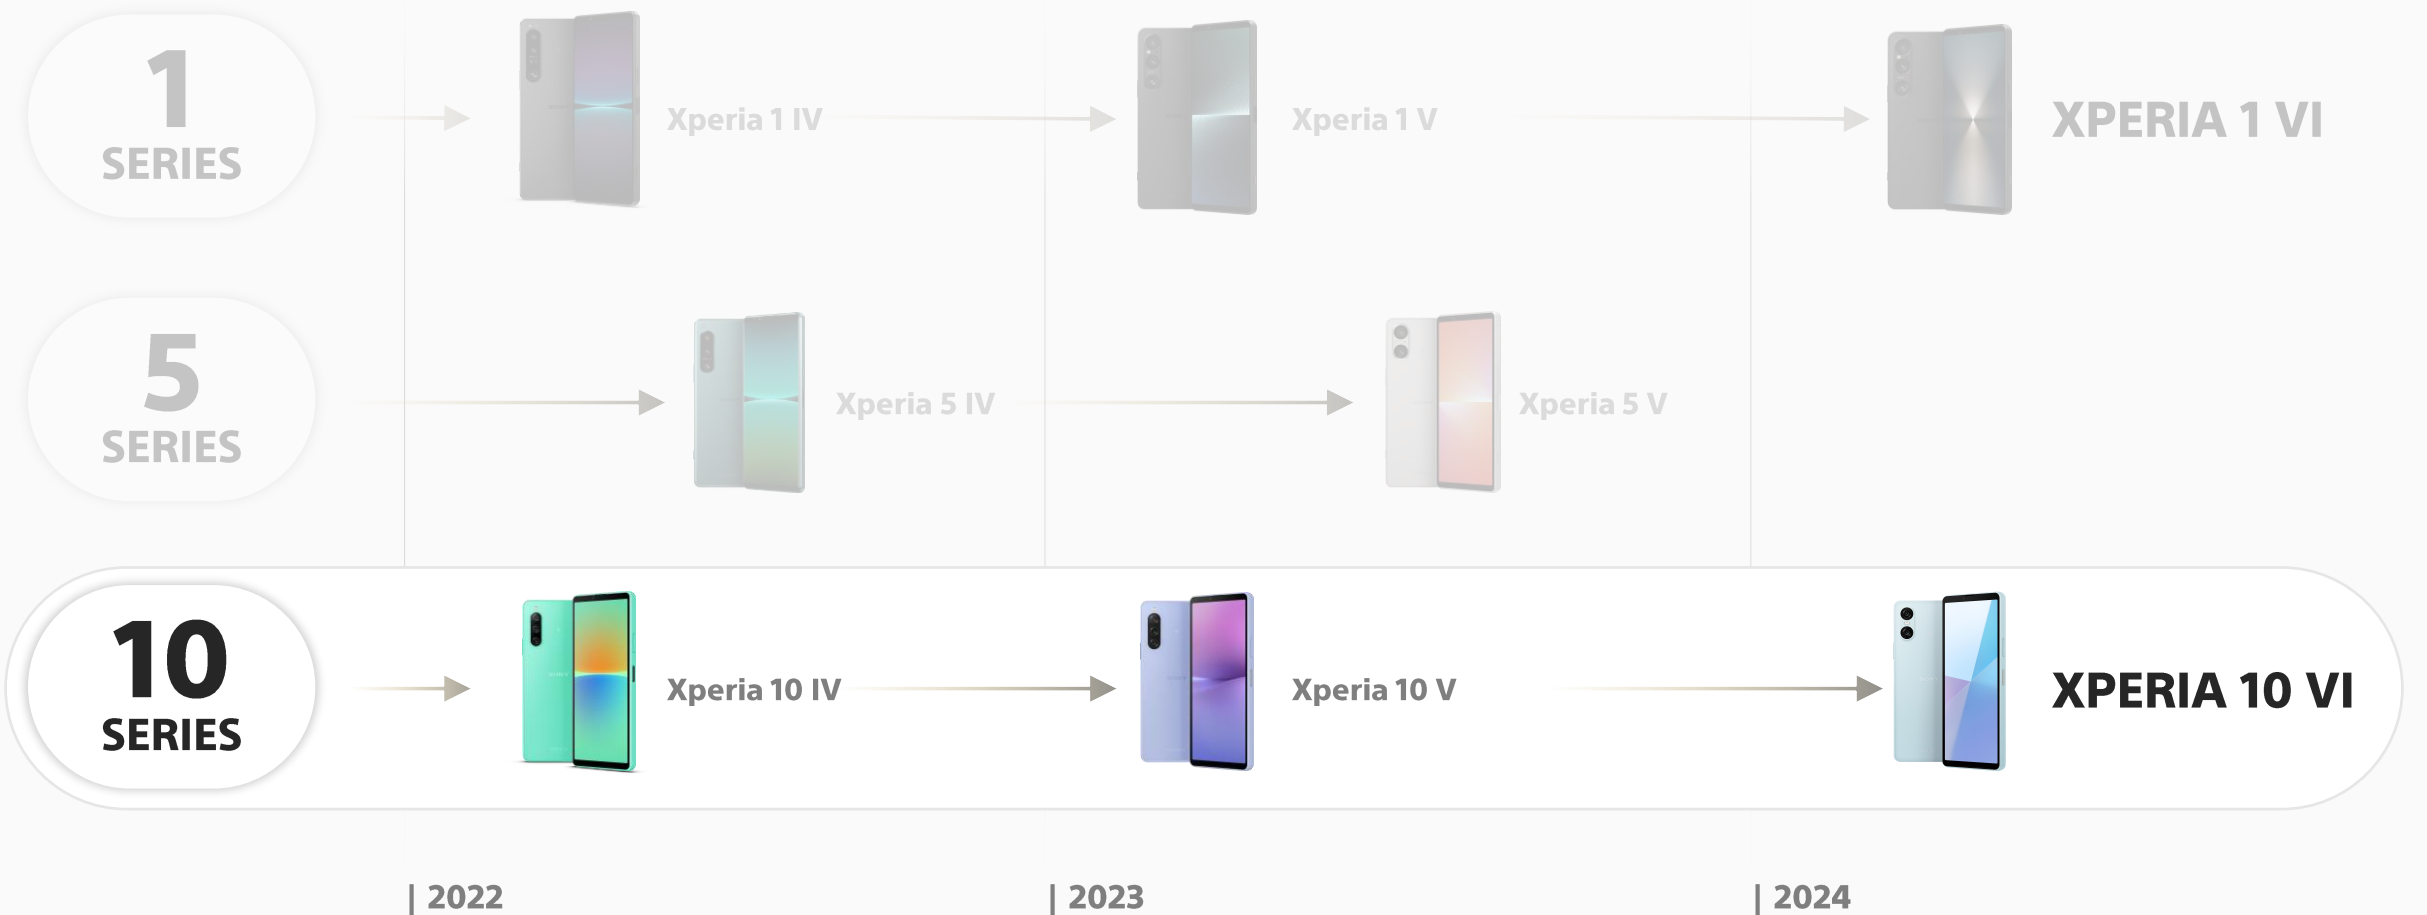 1
SERIES
Xperia 1 IV
Xperia 1 V
XPERIA 1 VI
5
SERIES
Xperia 5 IV
Xperia 5 V
10
SERIES
Xperia 10 IV
Xperia 10 V
XPERIA 10 VI
| 2022
| 2023
| 2024